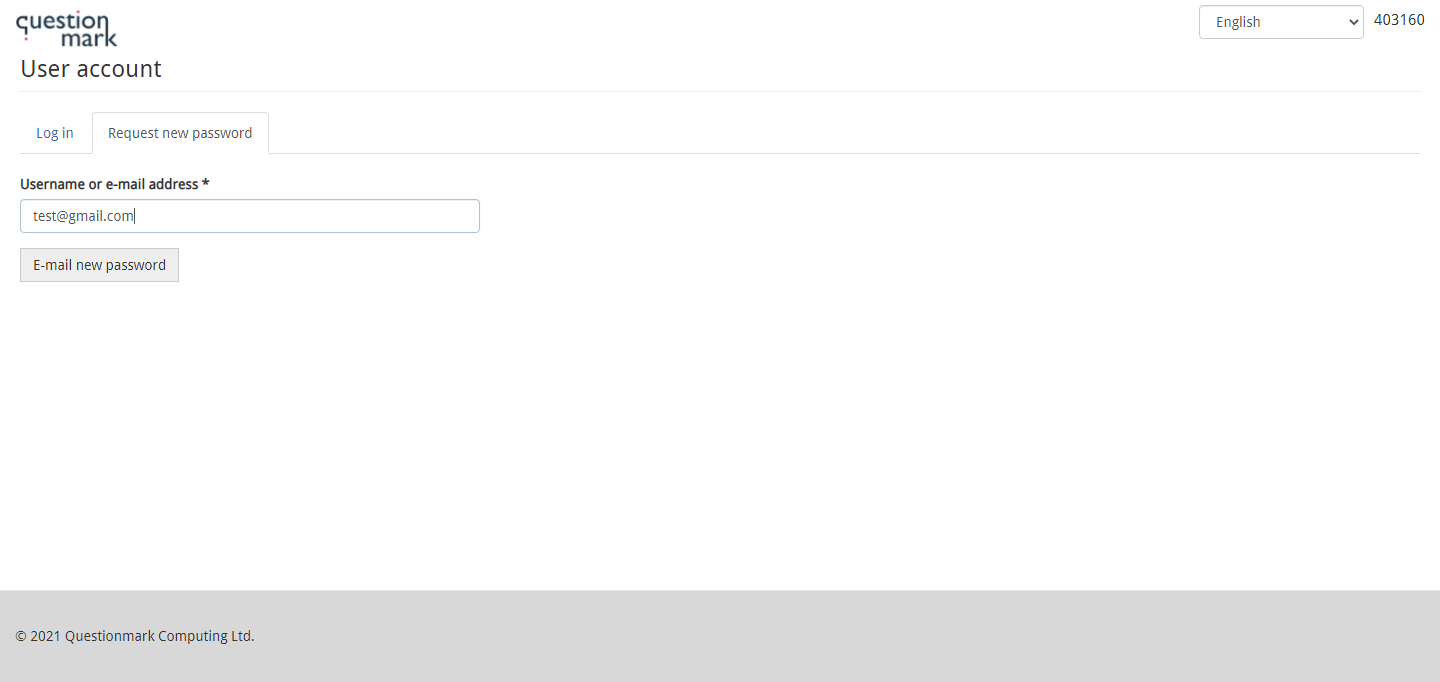 question
mark
English
403160
User account
Log in
Request new password
Username or e-mail address *
test@gmail.com
E-mail new password
© 2021 Questionmark Computing Ltd.